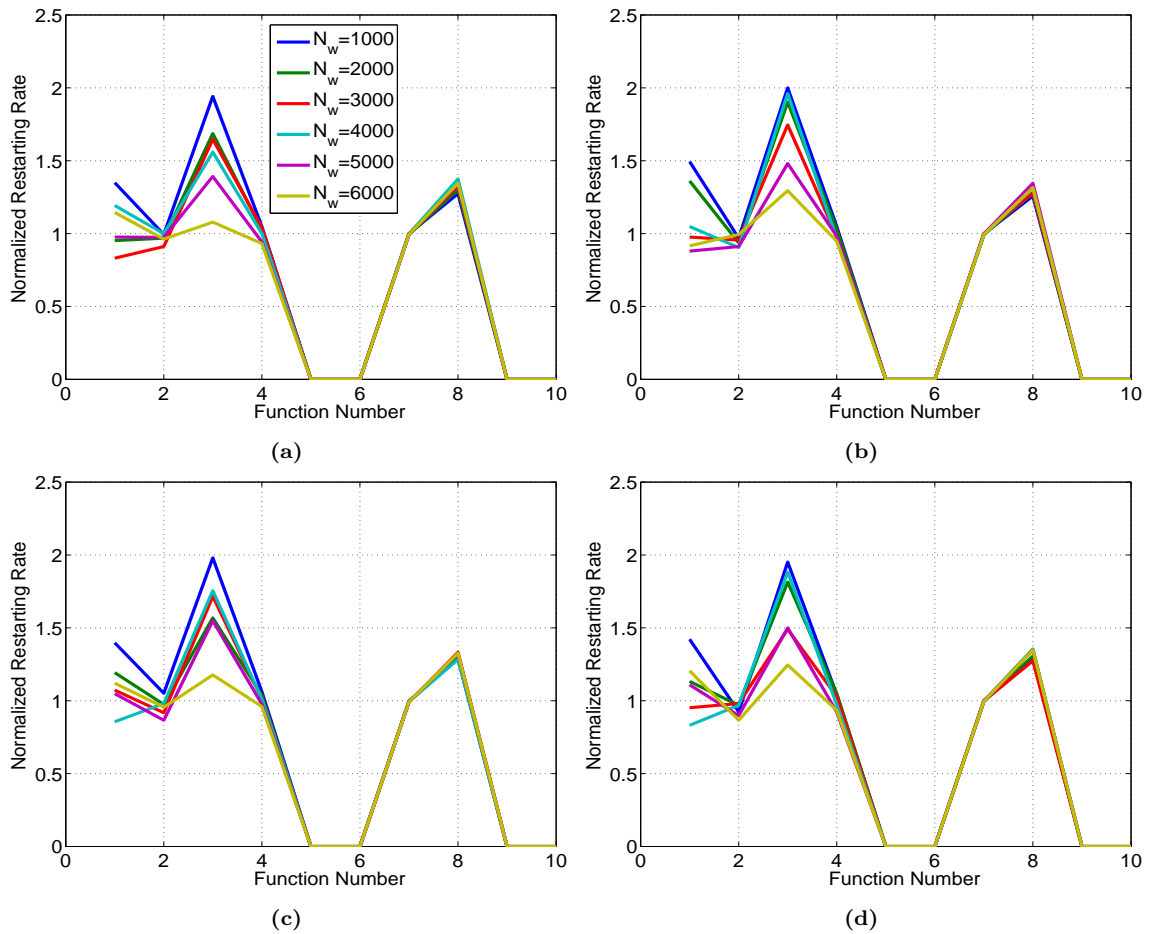 2.5
2
1.5
1
0.5
0
Normalized Restarting Rate
0 2 4 6 8 10
Function Number
N_w=1000
N_w=2000
N_w=3000
N_w=4000
N_w=5000
N_w=6000
(a)
2.5
2
1.5
1
0.5
0
Normalized Restarting Rate
0 2 4 6 8 10
Function Number
(b)
2.5
2
1.5
1
0.5
0
Normalized Restarting Rate
0 2 4 6 8 10
Function Number
(c)
2.5
2
1.5
1
0.5
0
Normalized Restarting Rate
0 2 4 6 8 10
Function Number
(d)